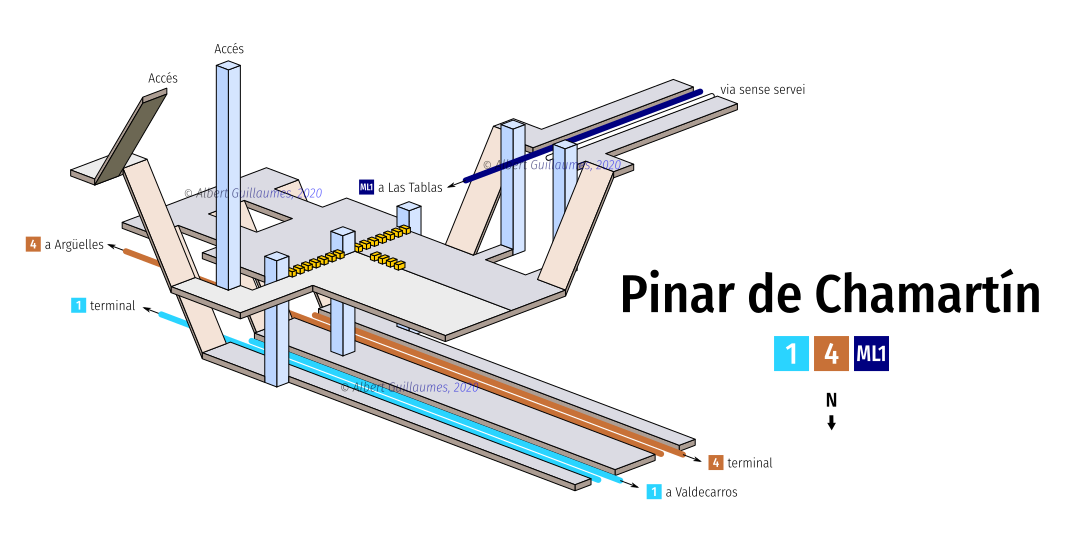 Accés
Accés
via sense servei
© Albert Guillaumes, 2020
© Albert Guillaumes, 2020
ML1 a Las Tablas
4 a Argüelles
1 terminal
Pinar de Chamartín
1 4 ML1
© Albert Guillaumes, 2020
N
4 terminal
1 a Valdecarros